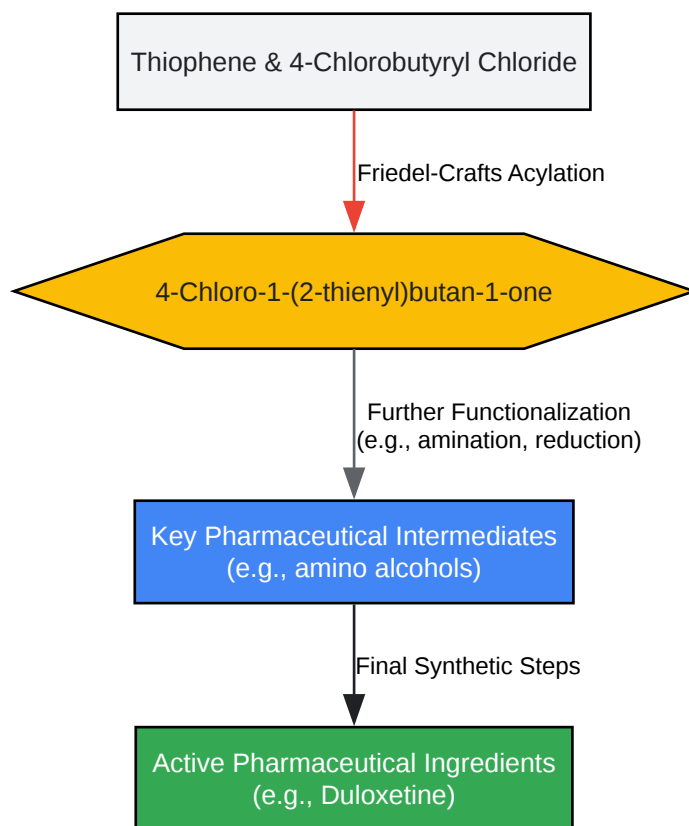 Thiophene & 4-Chlorobutyryl Chloride
Friedel-Crafts Acylation
4-Chloro-1-(2-thienyl)butan-1-one
Further Functionalization
(e.g., amination, reduction)
Key Pharmaceutical Intermediates
(e.g., amino alcohols)
Final Synthetic Steps
Active Pharmaceutical Ingredients
(e.g., Duloxetine)